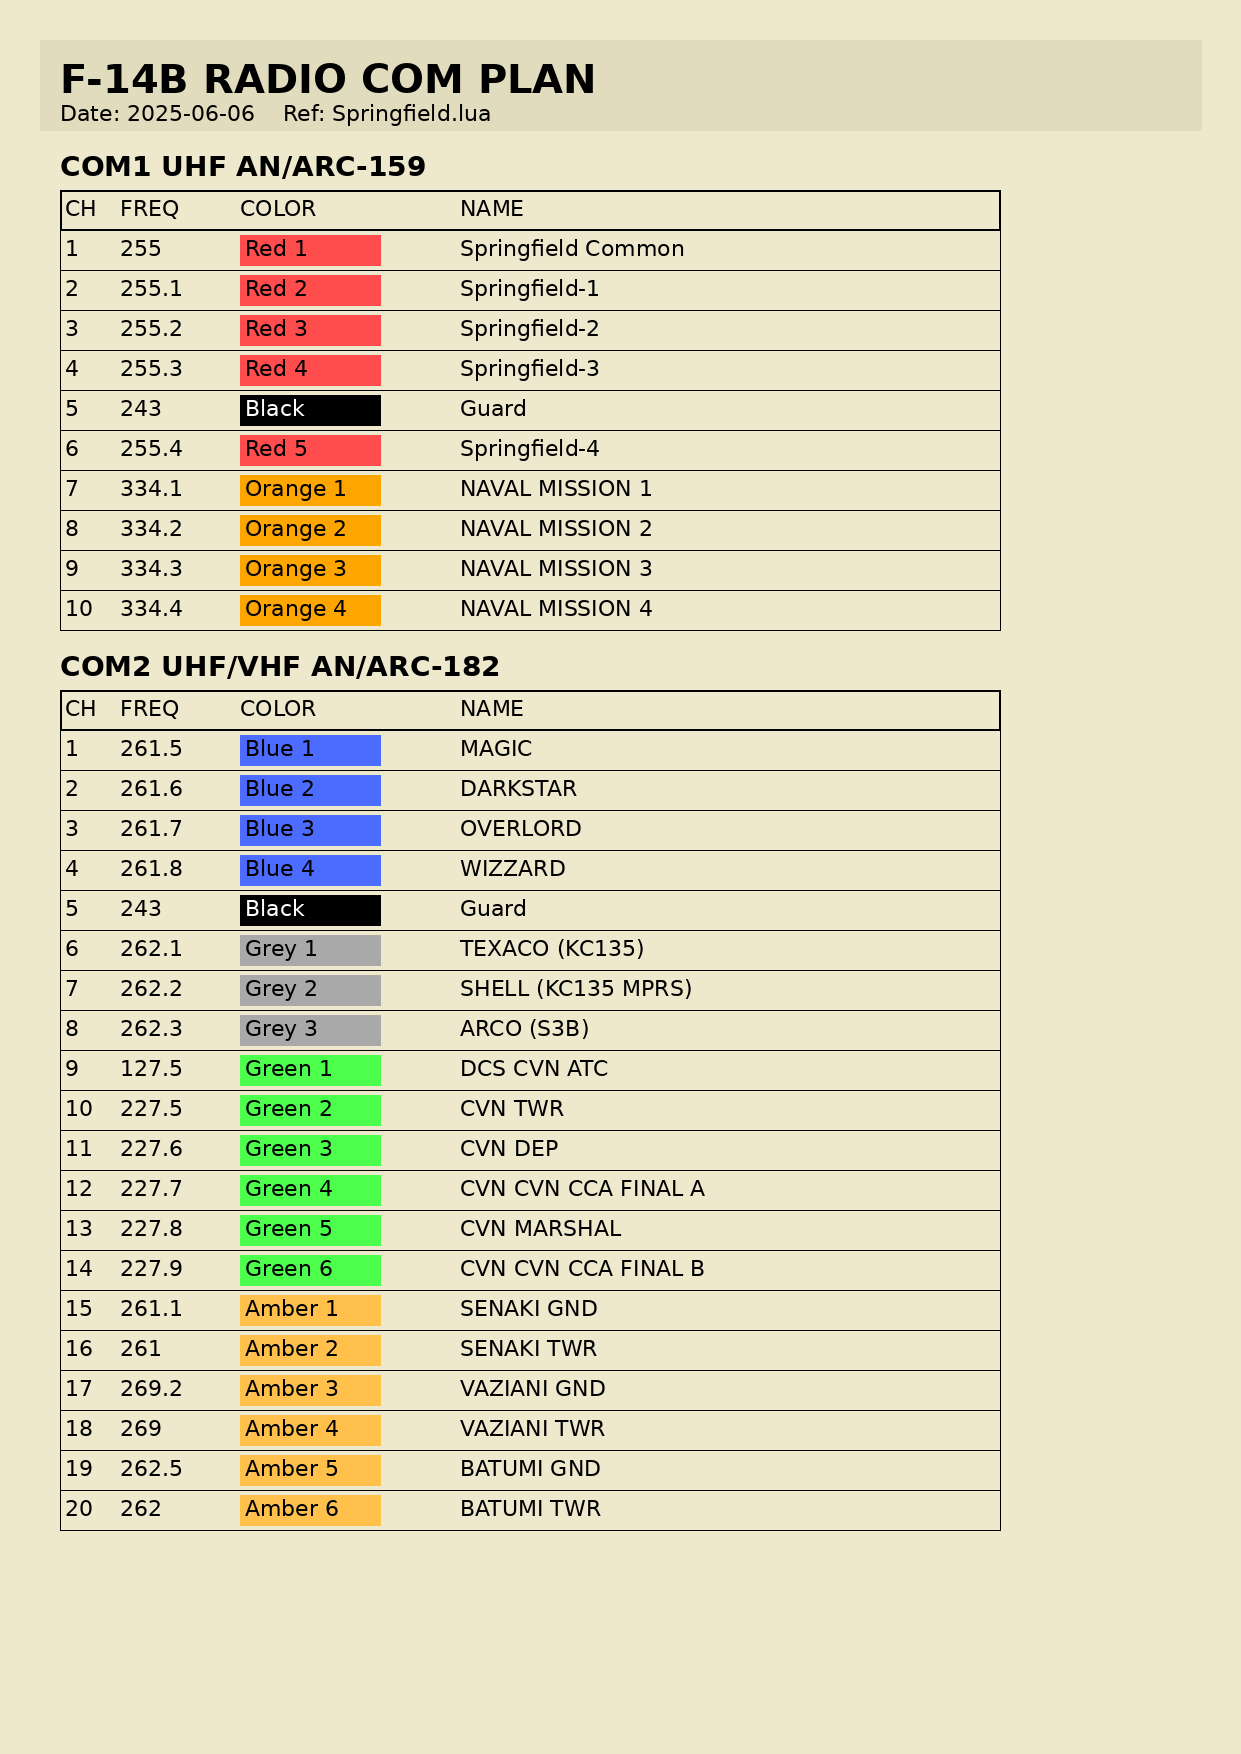 F-14B RADIO COM PLAN
Date: 2025-06-06    Ref: Springfield.lua
COM1 UHF AN/ARC-159
CH FREQ COLOR NAME
1 255 Red 1 Springfield Common
2 255.1 Red 2 Springfield-1
3 255.2 Red 3 Springfield-2
4 255.3 Red 4 Springfield-3
5 243 Black Guard
6 255.4 Red 5 Springfield-4
7 334.1 Orange 1 NAVAL MISSION 1
8 334.2 Orange 2 NAVAL MISSION 2
9 334.3 Orange 3 NAVAL MISSION 3
10 334.4 Orange 4 NAVAL MISSION 4
COM2 UHF/VHF AN/ARC-182
CH FREQ COLOR NAME
1 261.5 Blue 1 MAGIC
2 261.6 Blue 2 DARKSTAR
3 261.7 Blue 3 OVERLORD
4 261.8 Blue 4 WIZZARD
5 243 Black Guard
6 262.1 Grey 1 TEXACO (KC135)
7 262.2 Grey 2 SHELL (KC135 MPRS)
8 262.3 Grey 3 ARCO (S3B)
9 127.5 Green 1 DCS CVN ATC
10 227.5 Green 2 CVN TWR
11 227.6 Green 3 CVN DEP
12 227.7 Green 4 CVN CVN CCA FINAL A
13 227.8 Green 5 CVN MARSHAL
14 227.9 Green 6 CVN CVN CCA FINAL B
15 261.1 Amber 1 SENAKI GND
16 261 Amber 2 SENAKI TWR
17 269.2 Amber 3 VAZIANI GND
18 269 Amber 4 VAZIANI TWR
19 262.5 Amber 5 BATUMI GND
20 262 Amber 6 BATUMI TWR